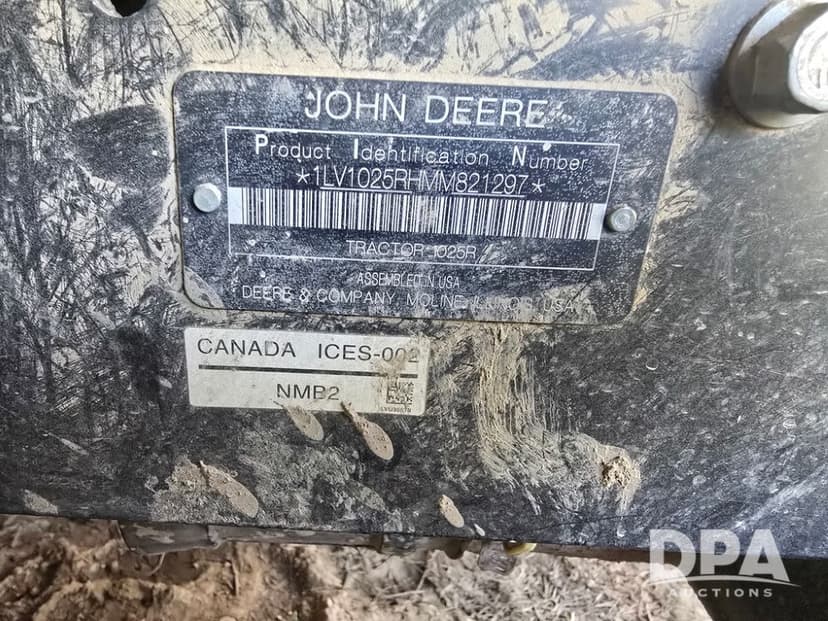 JOHN DEERE
Product Identification Number
*1LV1025RHMM821297*
TRACTOR 1025R
ASSEMBLED IN USA
DEERE & COMPANY, MOLINE, ILLINOIS, USA
CANADA ICES-002
NMB2
DPA
AUCTIONS